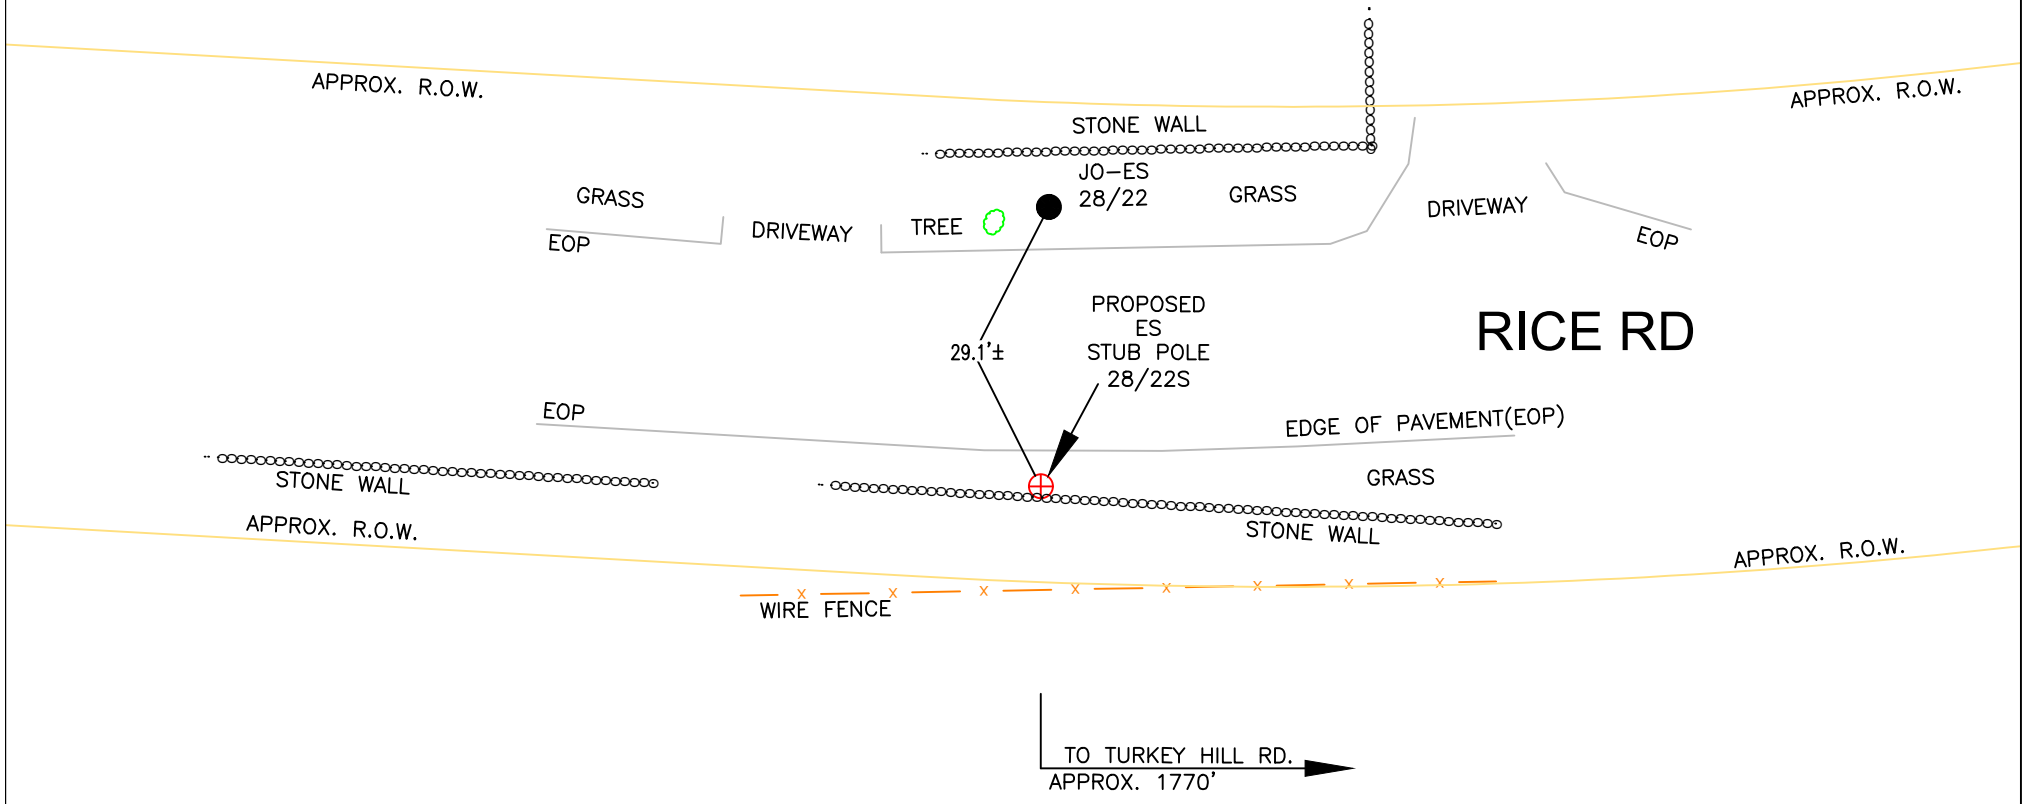 APPROX. R.O.W.
APPROX. R.O.W.
STONE WALL
JO-ES
28/22
GRASS
GRASS
DRIVEWAY
EOP
DRIVEWAY
TREE
EOP
PROPOSED
ES
STUB POLE
28/22S
RICE RD
29.1'±
EOP
EDGE OF PAVEMENT(EOP)
STONE WALL
GRASS
STONE WALL
APPROX. R.O.W.
APPROX. R.O.W.
WIRE FENCE
TO TURKEY HILL RD.
APPROX. 1770'